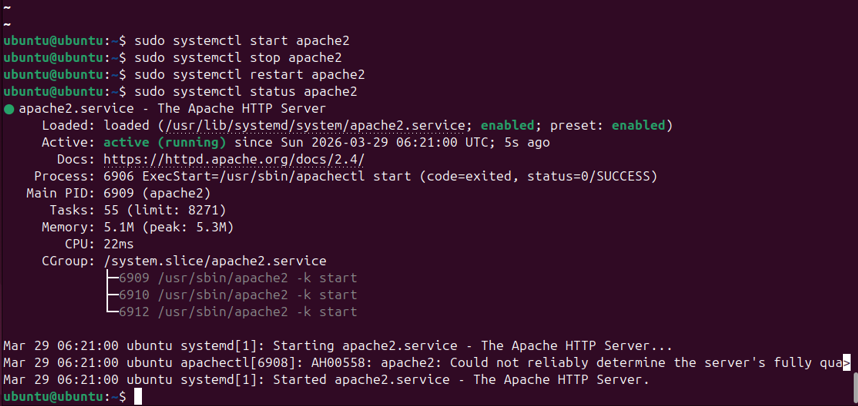 ~
~
ubuntu@ubuntu:~$ sudo systemctl start apache2
ubuntu@ubuntu:~$ sudo systemctl stop apache2
ubuntu@ubuntu:~$ sudo systemctl restart apache2
ubuntu@ubuntu:~$ sudo systemctl status apache2
● apache2.service - The Apache HTTP Server
     Loaded: loaded (/usr/lib/systemd/system/apache2.service; enabled; preset: enabled)
     Active: active (running) since Sun 2026-03-29 06:21:00 UTC; 5s ago
       Docs: https://httpd.apache.org/docs/2.4/
    Process: 6906 ExecStart=/usr/sbin/apachectl start (code=exited, status=0/SUCCESS)
   Main PID: 6909 (apache2)
      Tasks: 55 (limit: 8271)
     Memory: 5.1M (peak: 5.3M)
        CPU: 22ms
     CGroup: /system.slice/apache2.service
             ├─6909 /usr/sbin/apache2 -k start
             ├─6910 /usr/sbin/apache2 -k start
             └─6912 /usr/sbin/apache2 -k start

Mar 29 06:21:00 ubuntu systemd[1]: Starting apache2.service - The Apache HTTP Server...
Mar 29 06:21:00 ubuntu apachectl[6908]: AH00558: apache2: Could not reliably determine the server's fully qua>
Mar 29 06:21:00 ubuntu systemd[1]: Started apache2.service - The Apache HTTP Server.
ubuntu@ubuntu:~$